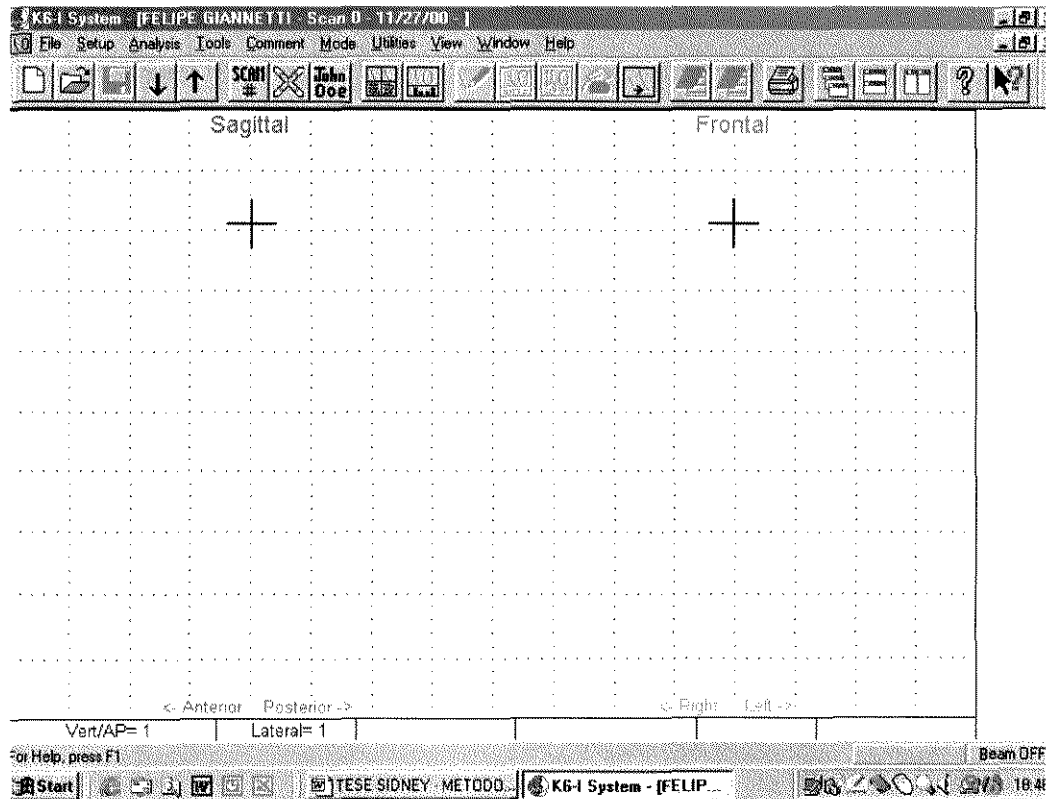 K6-I System - [FELIPE GIANNETTI - Scan 0 - 11/27/00 - ]
File Setup Analysis Tools Comment Mode Utilities View Window Help
SCAN # John Doe
Sagittal Frontal
<- Anterior Posterior -> <- Right Left ->
Vert/AP= 1 Lateral= 1
For Help, press F1 Beam OFF
Start TESE SIDNEY - METODO... K6-I System - [FELIP...